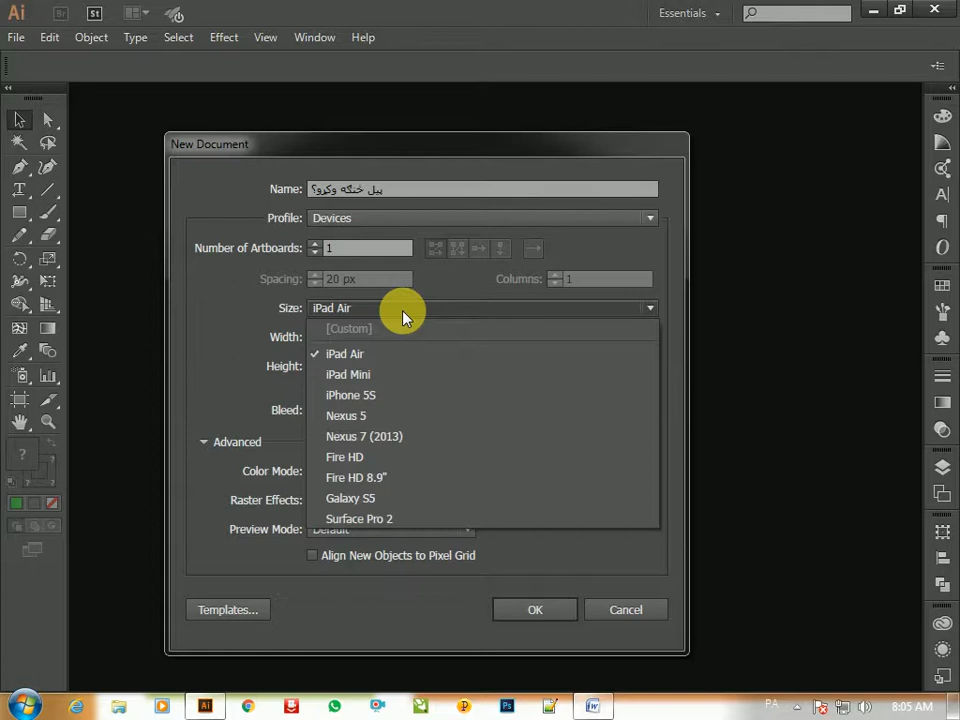 Ai Br St Essentials
File Edit Object Type Select Effect View Window Help
New Document
Name: پیل څنګه وکړو؟
Profile: Devices
Number of Artboards: 1
Spacing: 20 px Columns: 1
Size: iPad Air
[Custom]
Width:
iPad Air
Height:
iPad Mini
iPhone 5S
Bleed:
Nexus 5
Nexus 7 (2013)
Advanced
Fire HD
Color Mode:
Fire HD 8.9"
Raster Effects:
Galaxy S5
Surface Pro 2
Preview Mode: Default
Align New Objects to Pixel Grid
Templates... OK Cancel
PA 8:05 AM